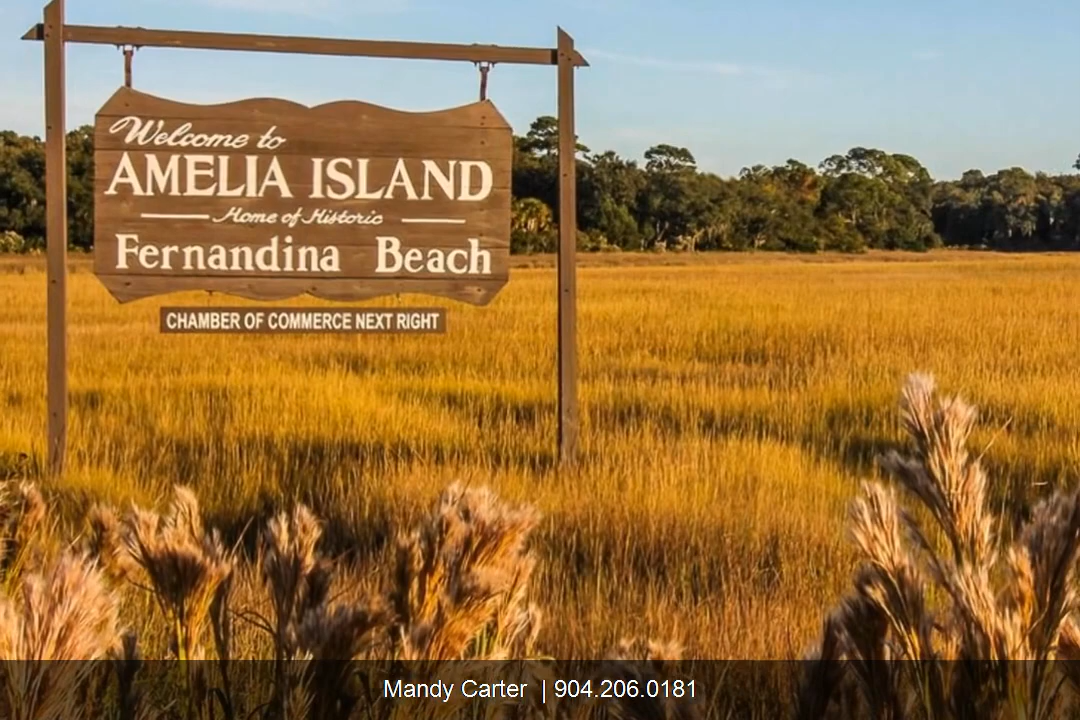 Welcome to
AMELIA ISLAND
Home of Historic
Fernandina Beach
CHAMBER OF COMMERCE NEXT RIGHT
Mandy Carter | 904.206.0181